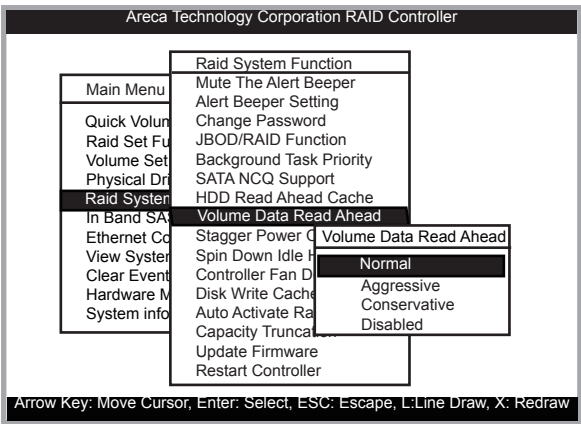 Areca Technology Corporation RAID Controller
Main Menu
Quick Volum
Raid Set Fu
Volume Set
Physical Dri
Raid System
In Band SA
Ethernet Co
View System
Clear Event
Hardware M
System info
Raid System Function
Mute The Alert Beeper
Alert Beeper Setting
Change Password
JBOD/RAID Function
Background Task Priority
SATA NCQ Support
HDD Read Ahead Cache
Volume Data Read Ahead
Stagger Power C
Spin Down Idle H
Controller Fan D
Disk Write Cache
Auto Activate Ra
Capacity Truncation
Update Firmware
Restart Controller
Volume Data Read Ahead
Normal
Aggressive
Conservative
Disabled
Arrow Key: Move Cursor, Enter: Select, ESC: Escape, L:Line Draw, X: Redraw